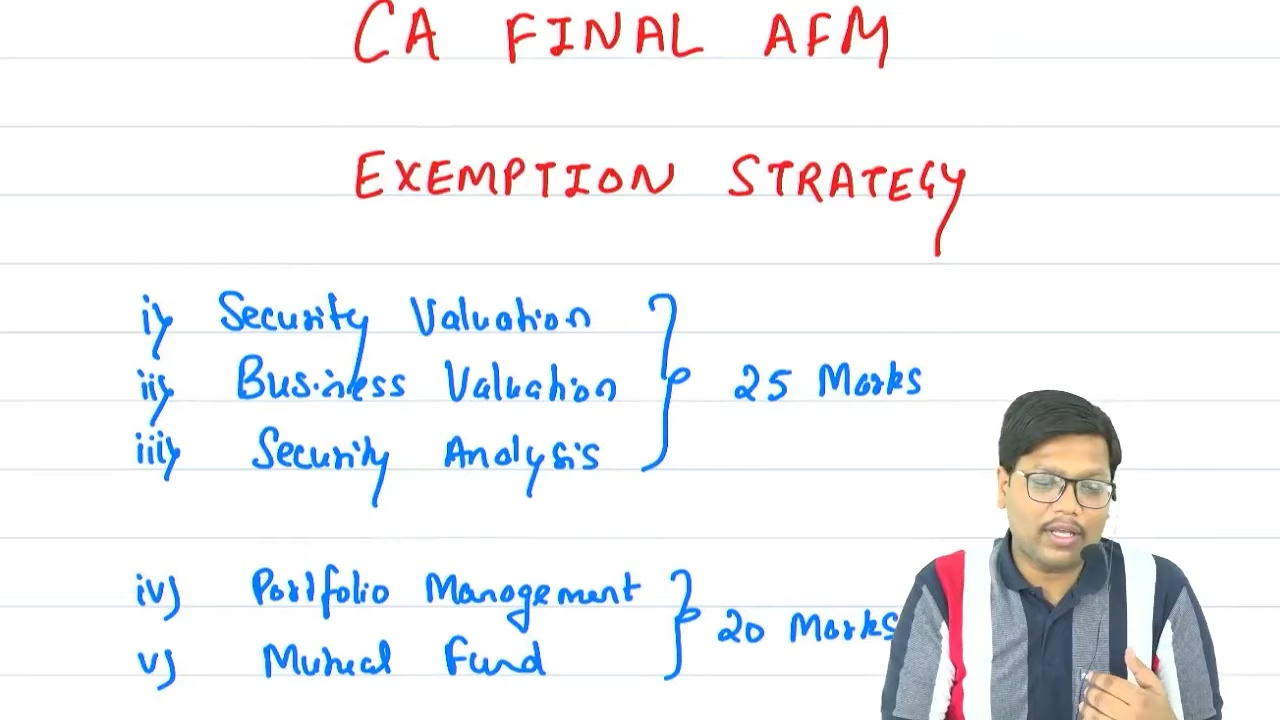 CA FINAL AFM
EXEMPTION STRATEGY
i) Security Valuation
ii) Business Valuation
25 Marks
iii) Security Analysis
iv) Portfolio Management
20 Marks
v) Mutual Fund